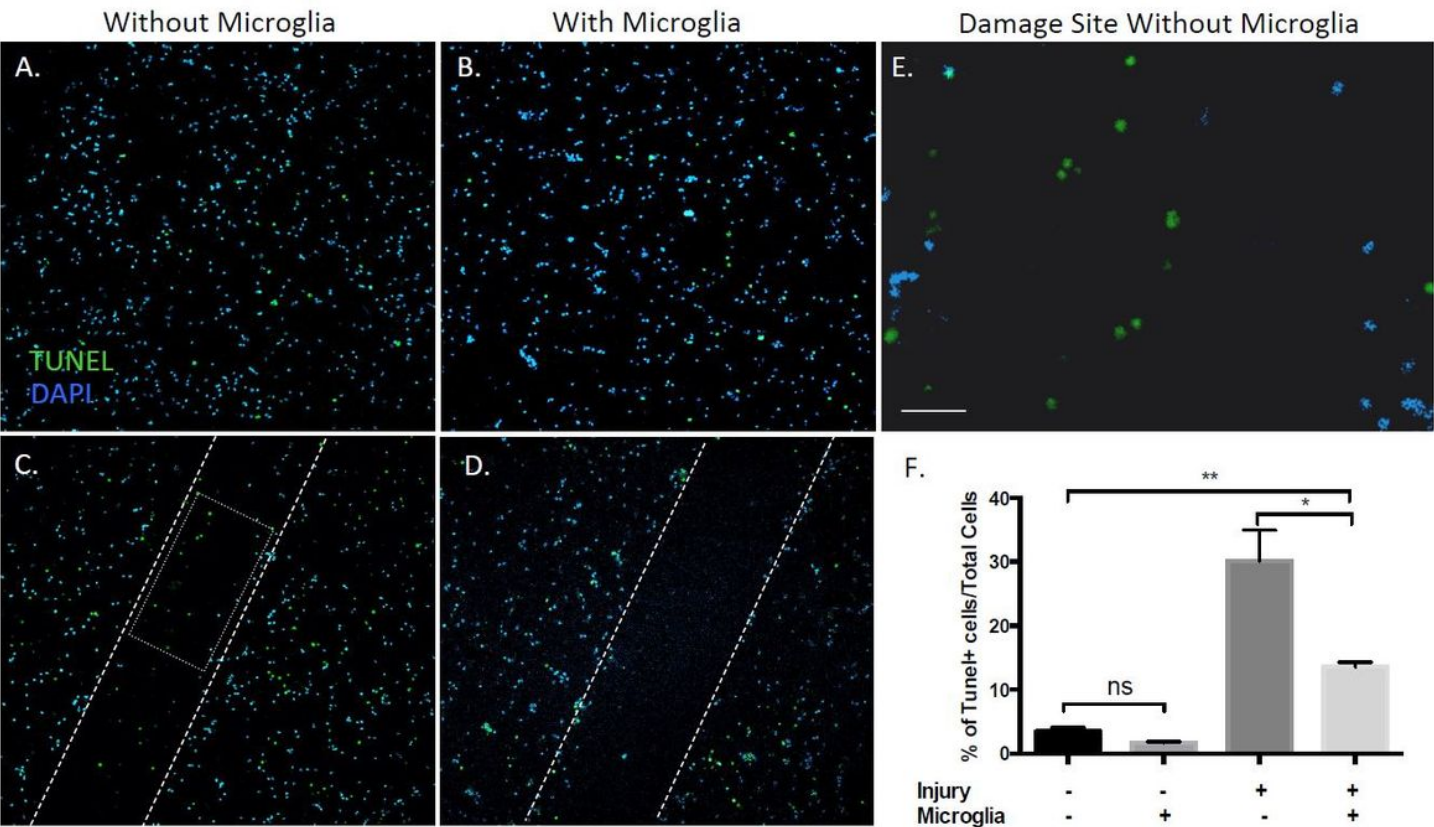 Without Microglia
With Microglia
Damage Site Without Microglia
A.
B.
E.
TUNEL
DAPI
C.
D.
F.
**
*
ns
% of Tunel+ cells/Total Cells
40
30
20
10
0
Injury - - + +
Microglia - + - +